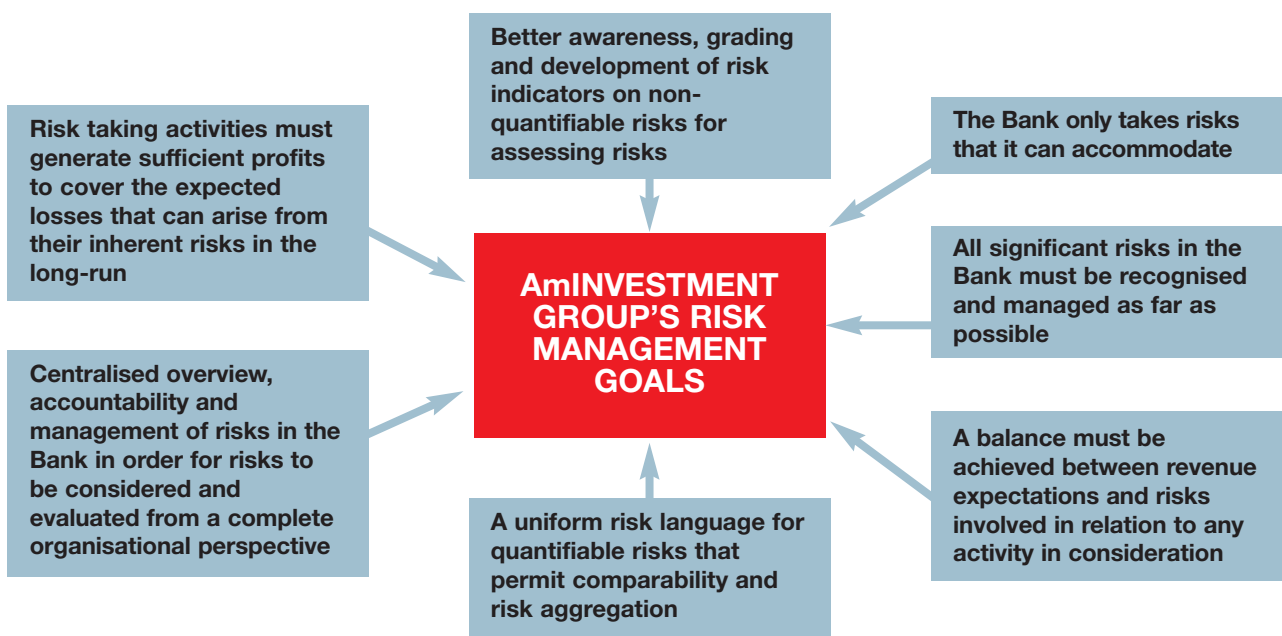 Better awareness, grading
and development of risk
indicators on non-
quantifiable risks for
assessing risks
Risk taking activities must
generate sufficient profits
to cover the expected
losses that can arise from
their inherent risks in the
long-run
The Bank only takes risks
that it can accommodate
AmINVESTMENT
GROUP’S RISK
MANAGEMENT
GOALS
All significant risks in the
Bank must be recognised
and managed as far as
possible
Centralised overview,
accountability and
management of risks in the
Bank in order for risks to
be considered and
evaluated from a complete
organisational perspective
A balance must be
achieved between revenue
expectations and risks
involved in relation to any
activity in consideration
A uniform risk language for
quantifiable risks that
permit comparability and
risk aggregation